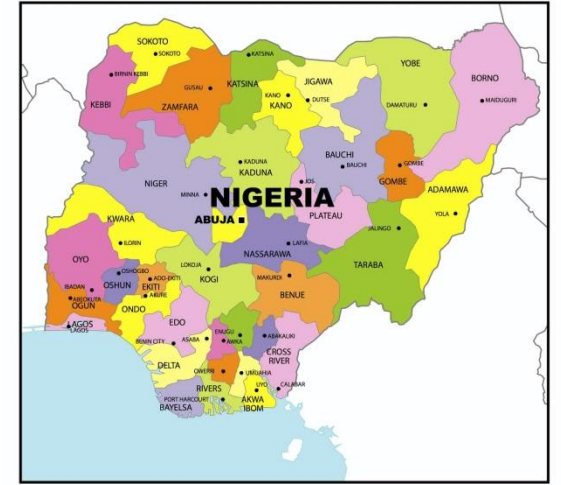 SOKOTO
SOKOTO
KATSINA
BIRNIN KEBBI
KEBBI
GUSAU
ZAMFARA
KATSINA
JIGAWA
KANO
KANO
DUTSE
YOBE
DAMATURU
BORNO
MAIDUGURI
BAUCHI
BAUCHI
GOMBE
GOMBE
ADAMAWA
YOLA
KADUNA
KADUNA
NIGER
MINNA
JOS
NIGERIA
ABUJA
PLATEAU
JALINGO
TARABA
KWARA
ILORIN
LAFIA
NASSARAWA
OYO
IBADAN
OSHOGBO
OSHUN
ADO-EKITI
EKITI
AKURE
LOKOJA
KOGI
MAKURDI
BENUE
ABEOKUTA
OGUN
LAGOS
LAGOS
ONDO
EDO
BENIN CITY
ASABA
ENUGU
AWKA
ABAKALIKI
CROSS
RIVER
DELTA
OWERRI
UMUAHIA
UYO
CALABAR
RIVERS
PORT HARCOURT
BAYELSA
AKWA
IBOM